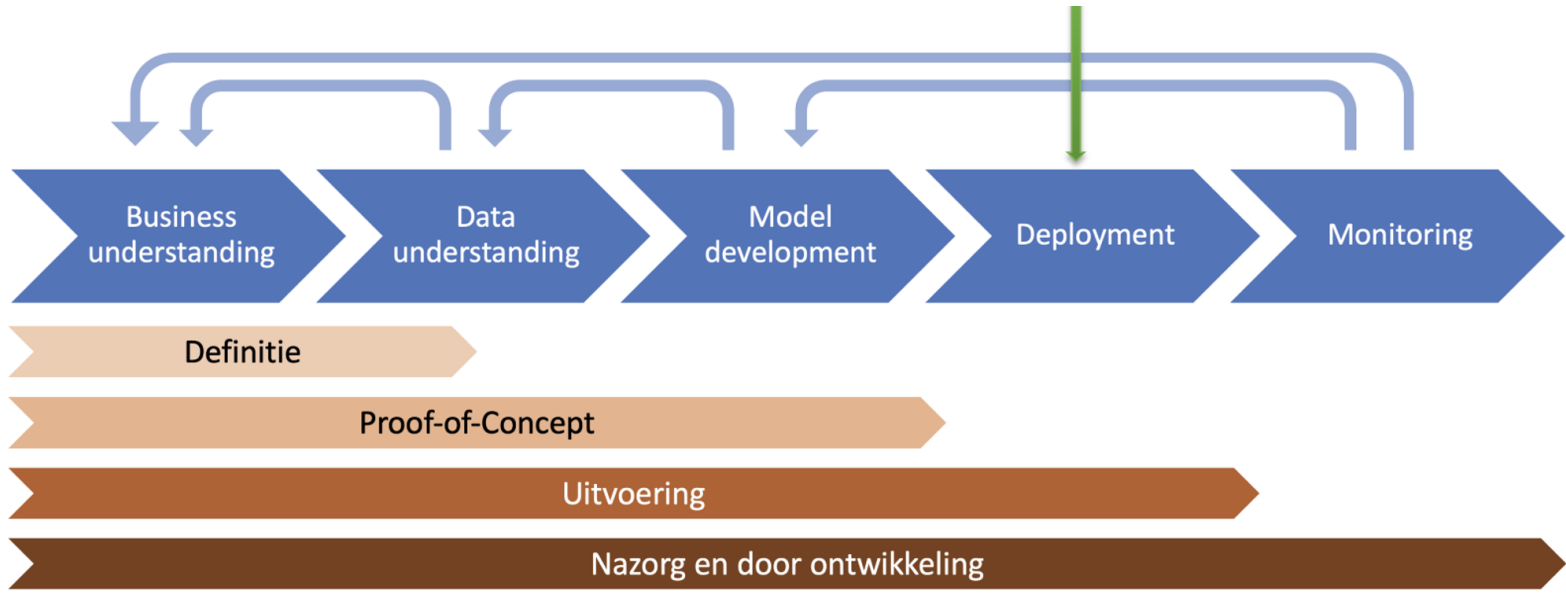 Business
understanding
Data
understanding
Model
development
Deployment
Monitoring
Definitie
Proof-of-Concept
Uitvoering
Nazorg en door ontwikkeling